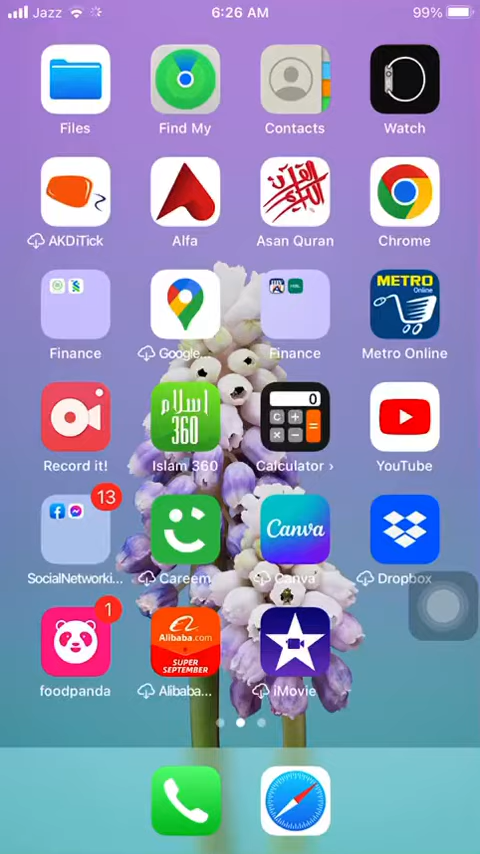 Jazz 6:26 AM 99%
Files Find My Contacts Watch
القرآن الكريم
AKDiTick Alfa Asan Quran Chrome
METRO
Online
Finance Google... Finance Metro Online
اسلام
360
0
Record it! Islam 360 Calculator › YouTube
13
Canva
SocialNetworki... Careem Canva Dropbox
1
Alibaba.com
SUPER
SEPTEMBER
foodpanda Alibaba... iMovie